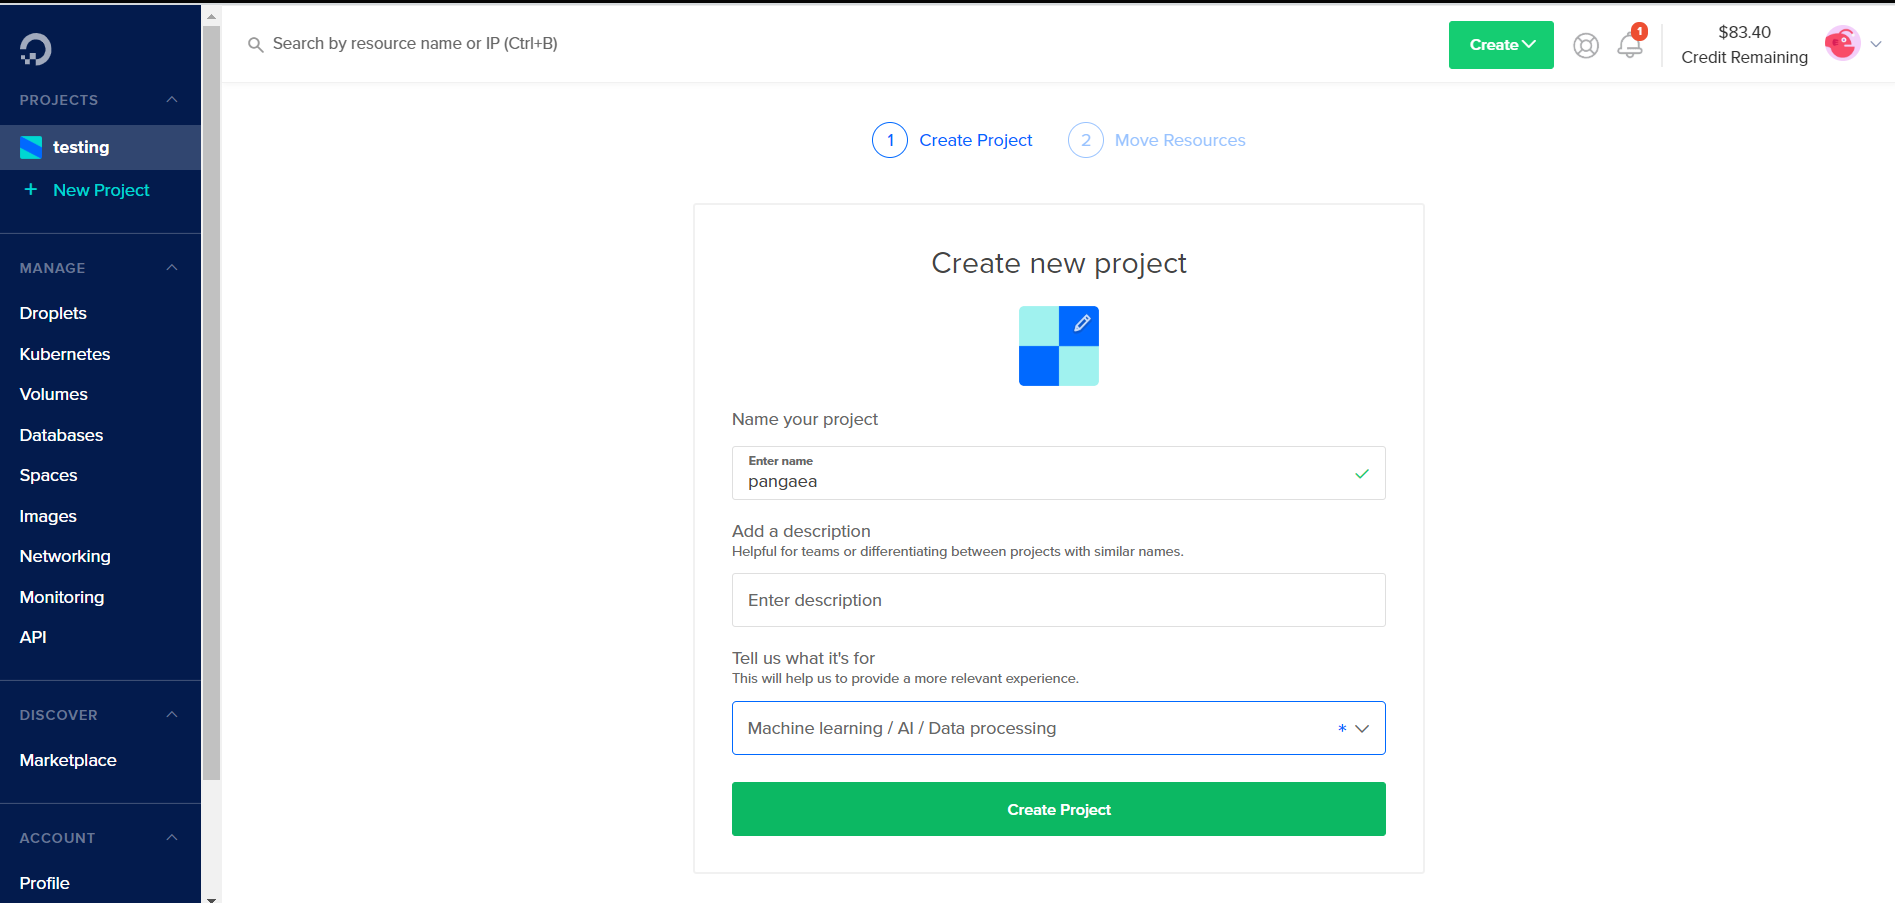 Search by resource name or IP (Ctrl+B)
Create
1
$83.40
Credit Remaining
PROJECTS
testing
+ New Project
MANAGE
Droplets
Kubernetes
Volumes
Databases
Spaces
Images
Networking
Monitoring
API
DISCOVER
Marketplace
ACCOUNT
Profile
1 Create Project
2 Move Resources
Create new project
Name your project
Enter name
pangaea
Add a description
Helpful for teams or differentiating between projects with similar names.
Enter description
Tell us what it's for
This will help us to provide a more relevant experience.
Machine learning / AI / Data processing *
Create Project